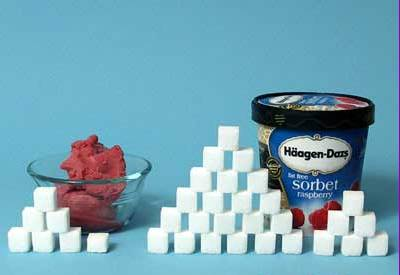 Häagen-Dazs
fat free
sorbet
raspberry